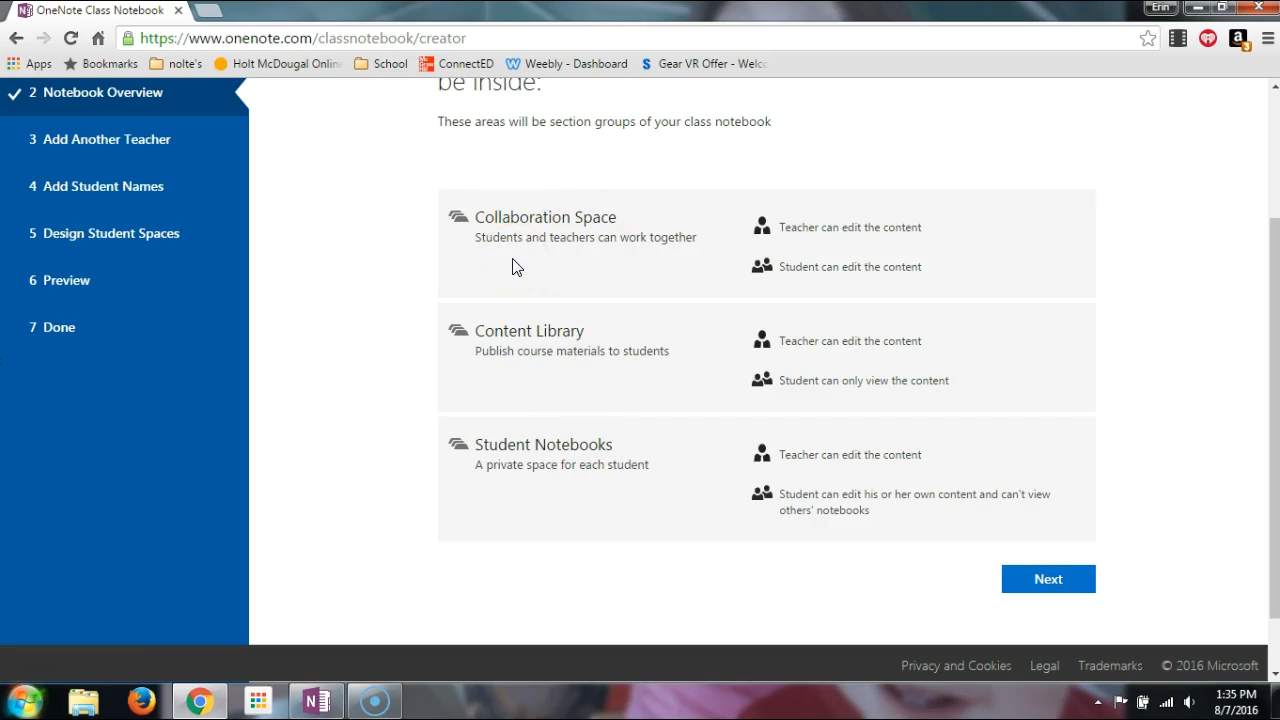 OneNote Class Notebook
Erin
https://www.onenote.com/classnotebook/creator
3
Apps
Bookmarks
nolte's
Holt McDougal Onlin
School
ConnectED
Weebly - Dashboard
Gear VR Offer - Welc
2 Notebook Overview
3 Add Another Teacher
4 Add Student Names
5 Design Student Spaces
6 Preview
7 Done
be inside:
These areas will be section groups of your class notebook
Collaboration Space
Students and teachers can work together
Teacher can edit the content
Student can edit the content
Content Library
Publish course materials to students
Teacher can edit the content
Student can only view the content
Student Notebooks
A private space for each student
Teacher can edit the content
Student can edit his or her own content and can't view
others' notebooks
Next
Privacy and Cookies
Legal
Trademarks
© 2016 Microsoft
1:35 PM
8/7/2016